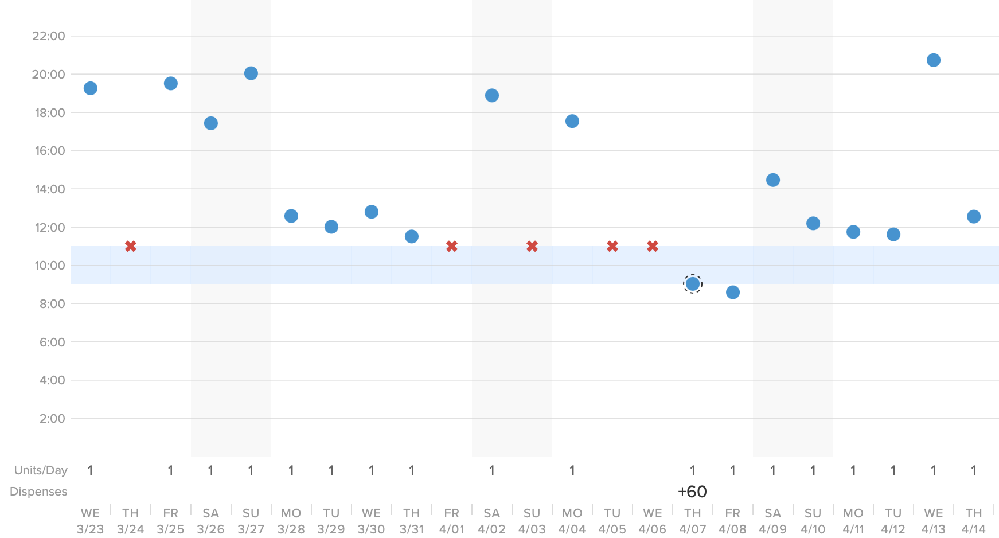 22:00
20:00
18:00
16:00
14:00
12:00
10:00
8:00
6:00
4:00
2:00
Units/Day 1 1 1 1 1 1 1 1 1 1 1 1 1 1 1 1 1 1
Dispenses +60
WE TH FR SA SU MO TU WE TH FR SA SU MO TU WE TH FR SA SU MO TU WE TH
3/23 3/24 3/25 3/26 3/27 3/28 3/29 3/30 3/31 4/01 4/02 4/03 4/04 4/05 4/06 4/07 4/08 4/09 4/10 4/11 4/12 4/13 4/14